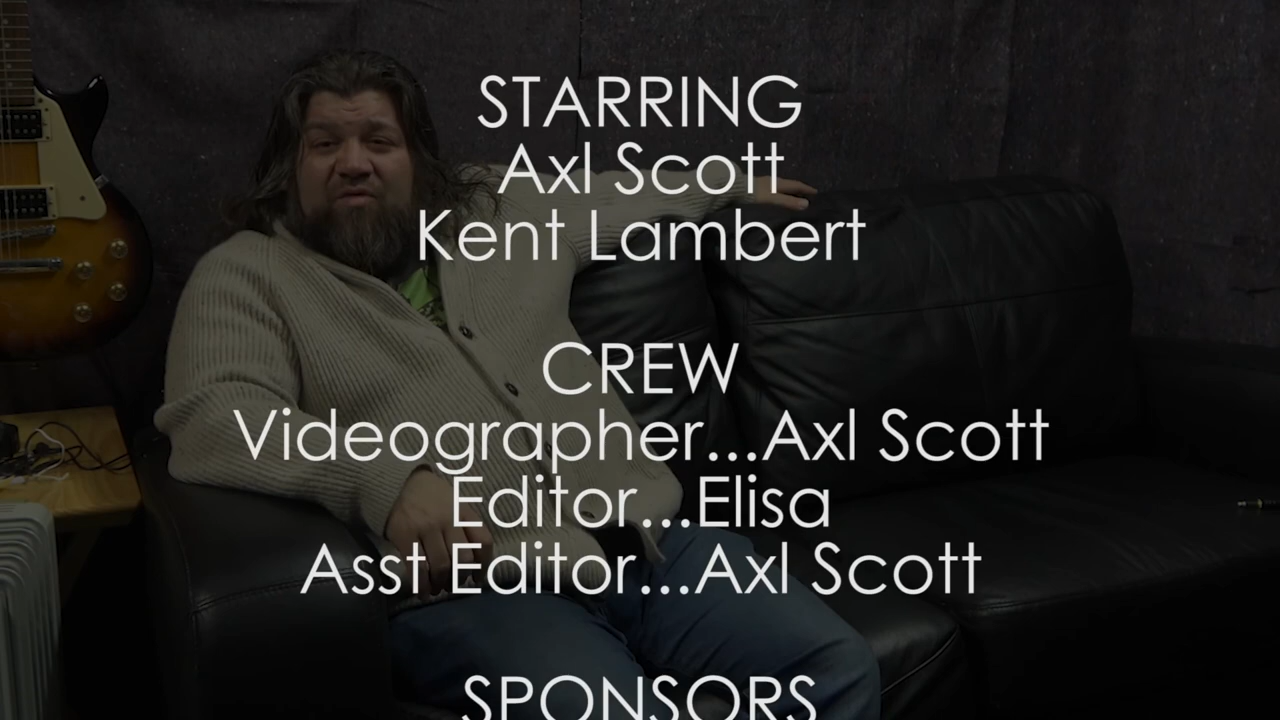 STARRING
Axl Scott
Kent Lambert
CREW
Videographer...Axl Scott
Editor...Elisa
Asst Editor...Axl Scott
SPONSORS